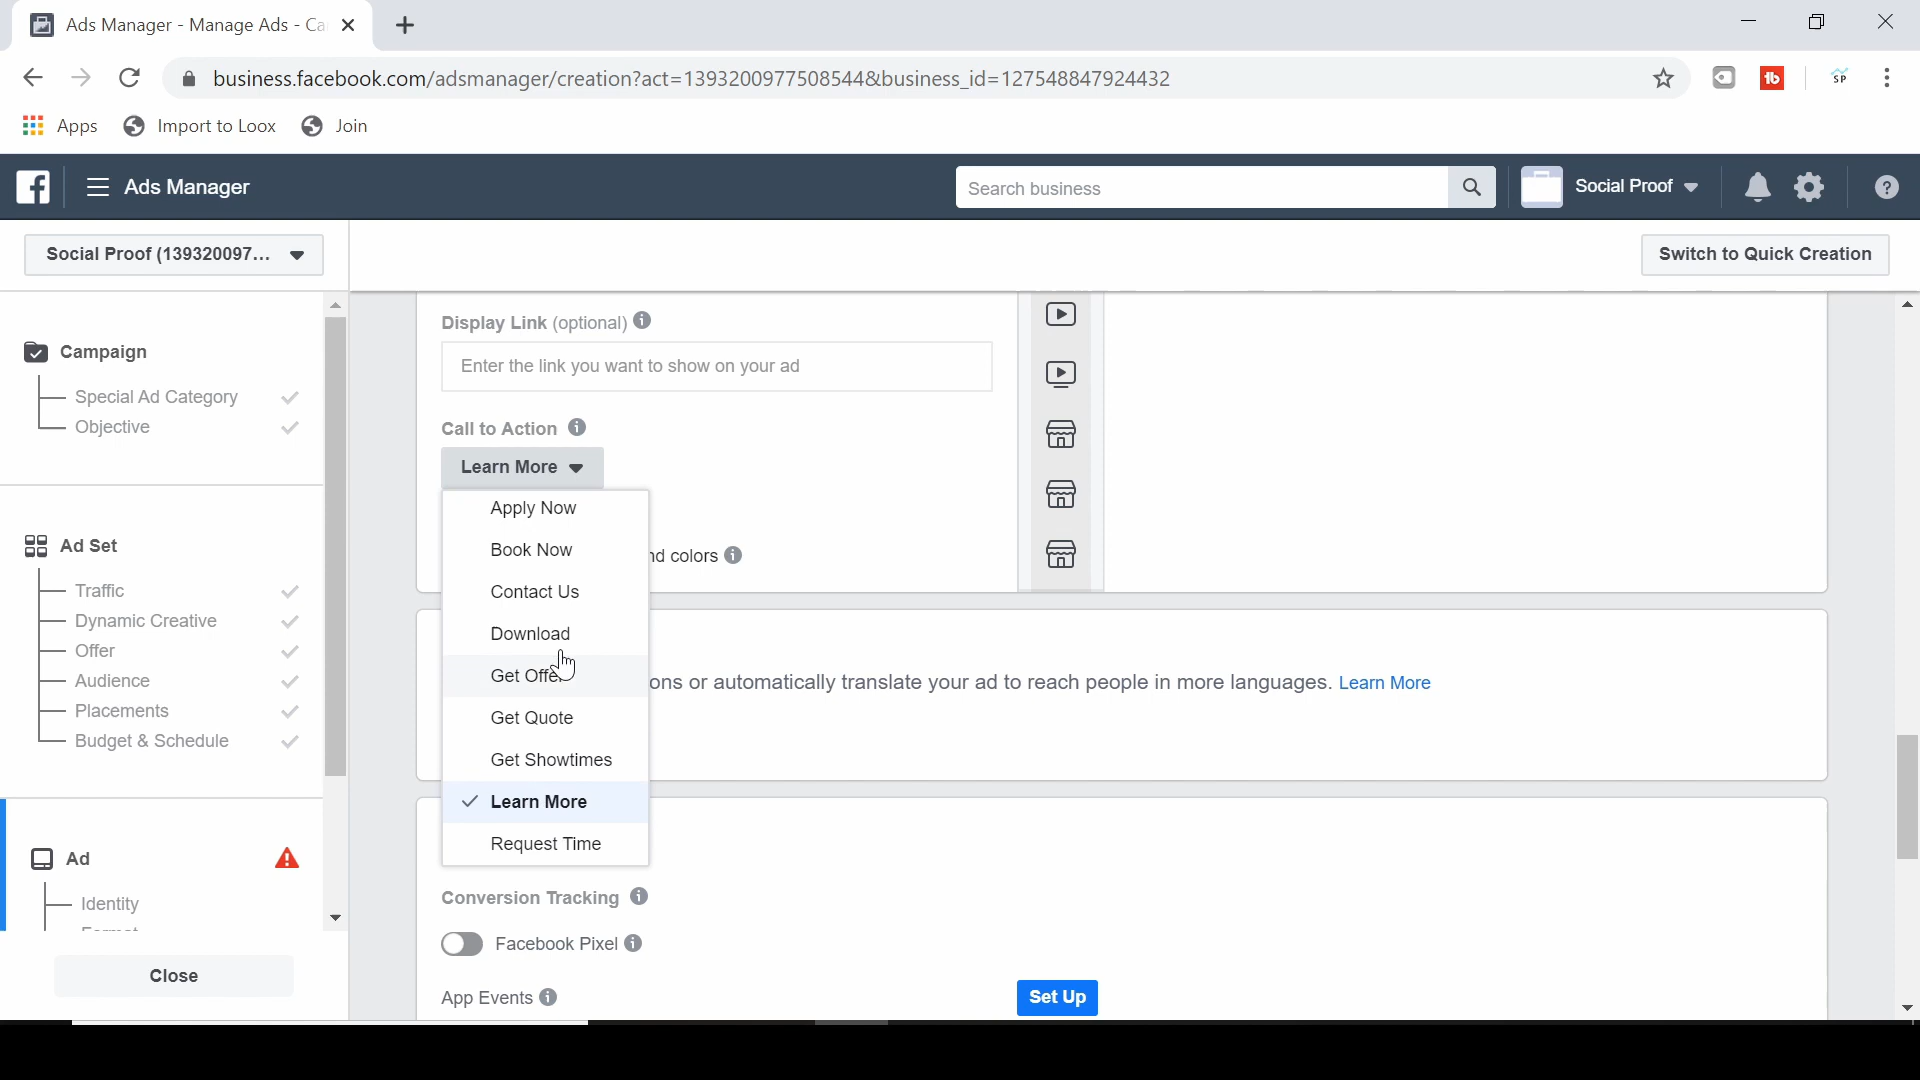 Ads Manager - Manage Ads - Ca
business.facebook.com/adsmanager/creation?act=139320097750854​4&business_id=127548847924432
SP
Apps
Import to Loox
Join
Ads Manager
Search business
Social Proof
Social Proof (139320097...
Switch to Quick Creation
Campaign
Special Ad Category
Objective
Ad Set
Traffic
Dynamic Creative
Offer
Audience
Placements
Budget & Schedule
Ad
Identity
Close
Display Link (optional)
Enter the link you want to show on your ad
Call to Action
Learn More
Apply Now
Book Now
nd colors
Contact Us
Download
Get Offer
ons or automatically translate your ad to reach people in more languages. Learn More
Get Quote
Get Showtimes
Learn More
Request Time
Conversion Tracking
Facebook Pixel
App Events
Set Up